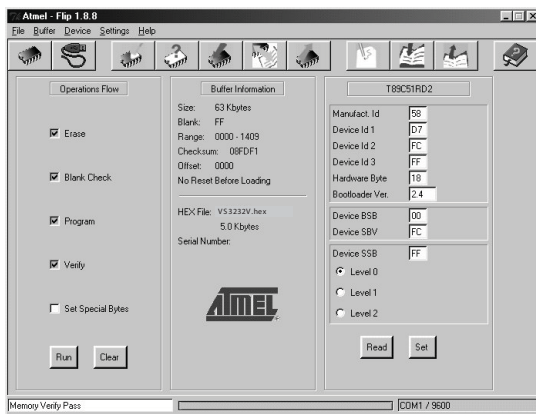 Atmel - Flip 1.8.8
File Buffer Device Settings Help
Operations Flow
Erase
Blank Check
Program
Verify
Set Special Bytes
Run Clear
Buffer Information
Size: 63 Kbytes
Blank: FF
Range: 0000 - 1409
Checksum: 08FDF1
Offset: 0000
No Reset Before Loading
HEX File: VS3232V.hex
5.0 Kbytes
Serial Number:
ATMEL
T89C51RD2
Manufact. Id 58
Device Id 1 D7
Device Id 2 FC
Device Id 3 FF
Hardware Byte 18
Bootloader Ver. 2.4
Device BSB 00
Device SBV FC
Device SSB FF
Level 0
Level 1
Level 2
Read Set
Memory Verify Pass
COM1 / 9600